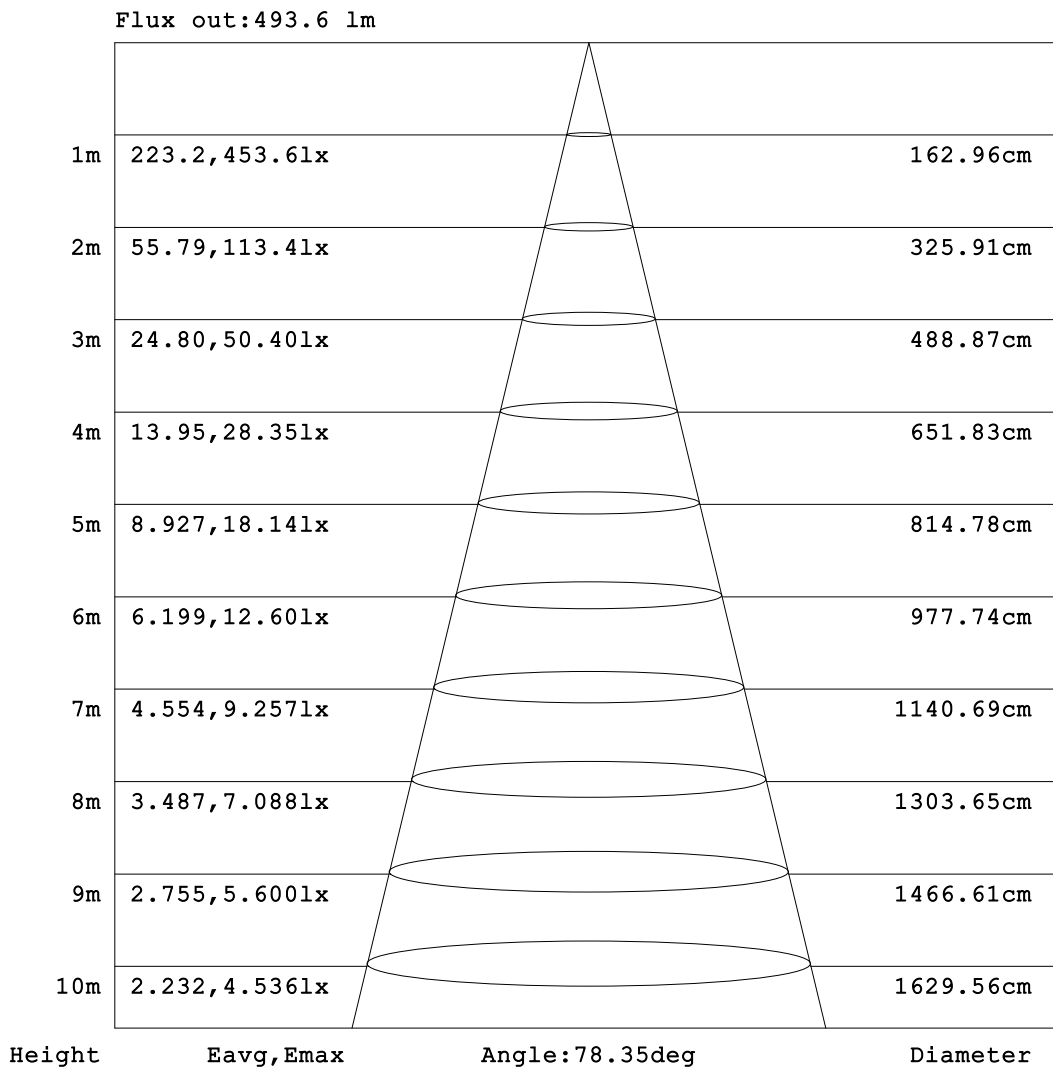 Flux out:493.6 lm
1m 223.2,453.6lx 162.96cm
2m 55.79,113.4lx 325.91cm
3m 24.80,50.40lx 488.87cm
4m 13.95,28.35lx 651.83cm
5m 8.927,18.14lx 814.78cm
6m 6.199,12.60lx 977.74cm
7m 4.554,9.257lx 1140.69cm
8m 3.487,7.088lx 1303.65cm
9m 2.755,5.600lx 1466.61cm
10m 2.232,4.536lx 1629.56cm
Height Eavg,Emax Angle:78.35deg Diameter